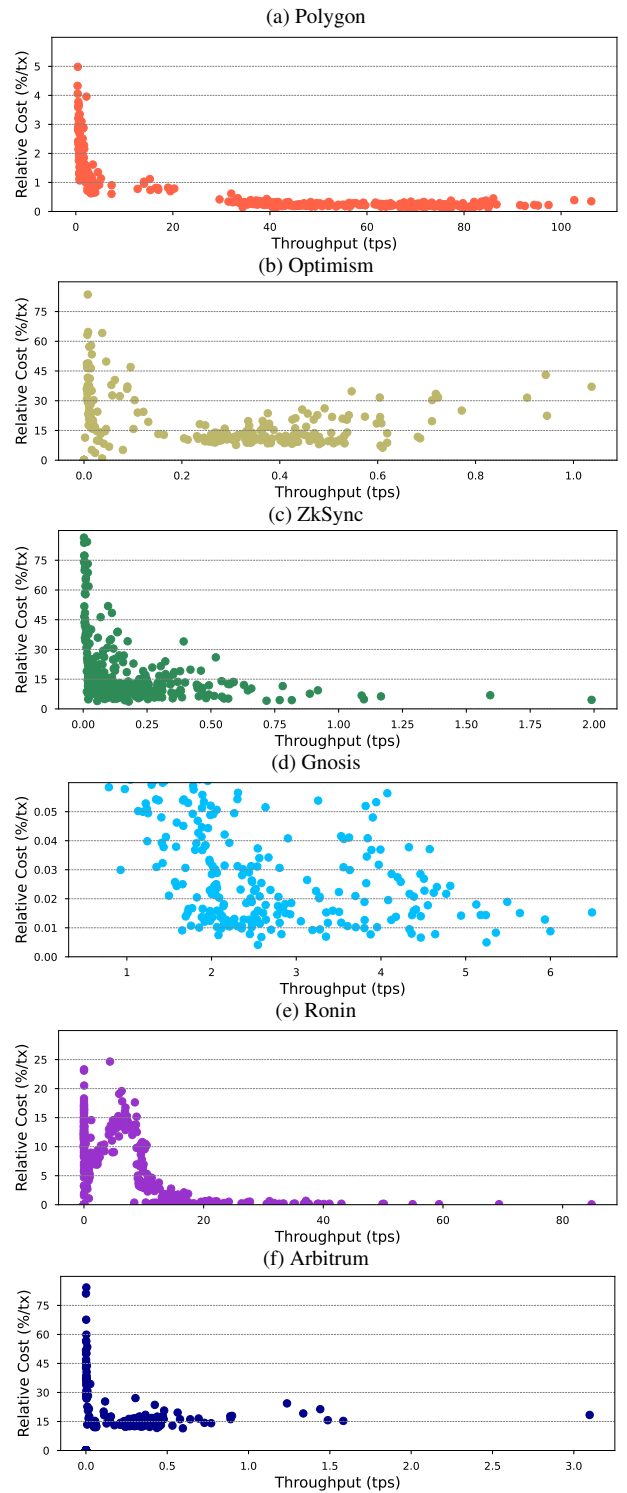 (a) Polygon
5
4
3
2
1
0
Relative Cost (%/tx)
0 20 40 60 80 100
Throughput (tps)
(b) Optimism
75
60
45
30
15
0
Relative Cost (%/tx)
0.0 0.2 0.4 0.6 0.8 1.0
Throughput (tps)
(c) ZkSync
75
60
45
30
15
0
Relative Cost (%/tx)
0.00 0.25 0.50 0.75 1.00 1.25 1.50 1.75 2.00
Throughput (tps)
(d) Gnosis
0.05
0.04
0.03
0.02
0.01
0.00
Relative Cost (%/tx)
1 2 3 4 5 6
Throughput (tps)
(e) Ronin
25
20
15
10
5
0
Relative Cost (%/tx)
0 20 40 60 80
Throughput (tps)
(f) Arbitrum
75
60
45
30
15
0
Relative Cost (%/tx)
0.0 0.5 1.0 1.5 2.0 2.5 3.0
Throughput (tps)